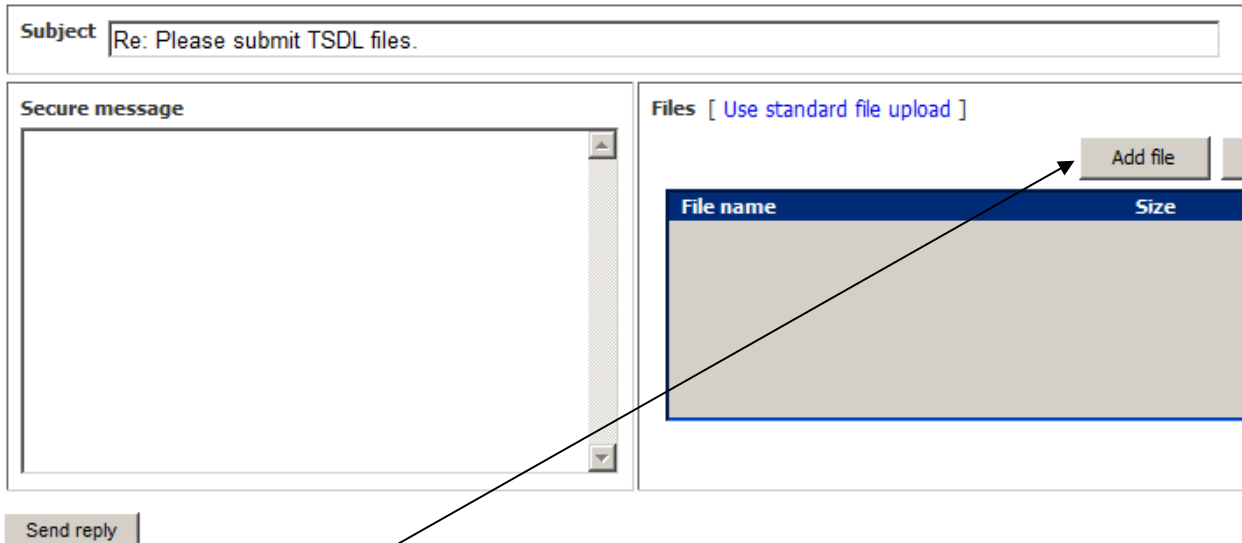 Subject Re: Please submit TSDL files.
Secure message
Files [ Use standard file upload ]
Add file
File name Size
Send reply